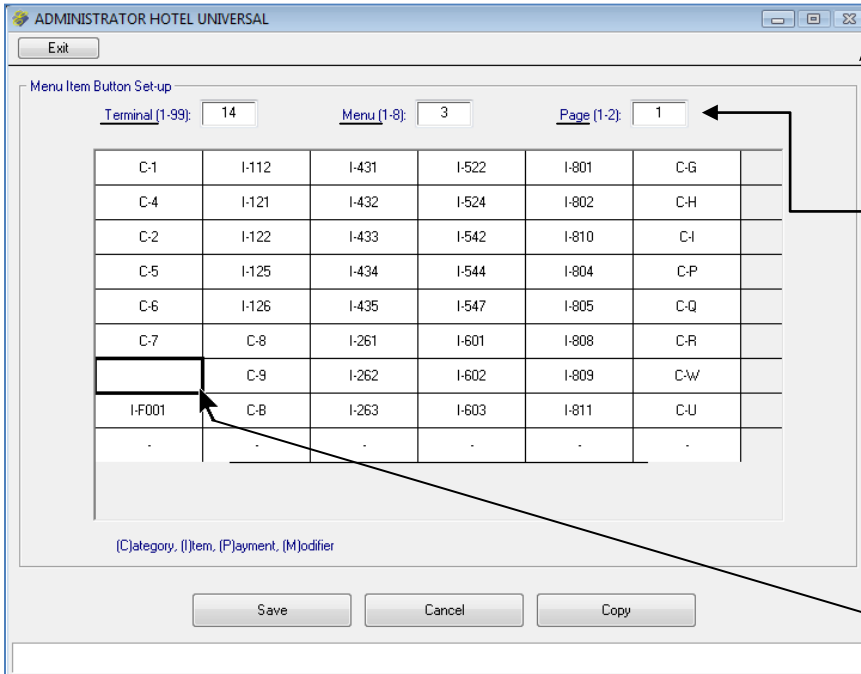 ADMINISTRATOR HOTEL UNIVERSAL
Exit
Menu Item Button Set-up
Terminal (1-99): 14 Menu (1-8): 3 Page (1-2): 1
C-1 I-112 I-431 I-522 I-801 C-G
C-4 I-121 I-432 I-524 I-802 C-H
C-2 I-122 I-433 I-542 I-810 C-I
C-5 I-125 I-434 I-544 I-804 C-P
C-6 I-126 I-435 I-547 I-805 C-Q
C-7 C-8 I-261 I-601 I-808 C-R
C-9 I-262 I-602 I-809 C-W
I-F001 C-B I-263 I-603 I-811 C-U
- - - - - -
(C)ategory, (I)tem, (P)ayment, (M)odifier
Save Cancel Copy